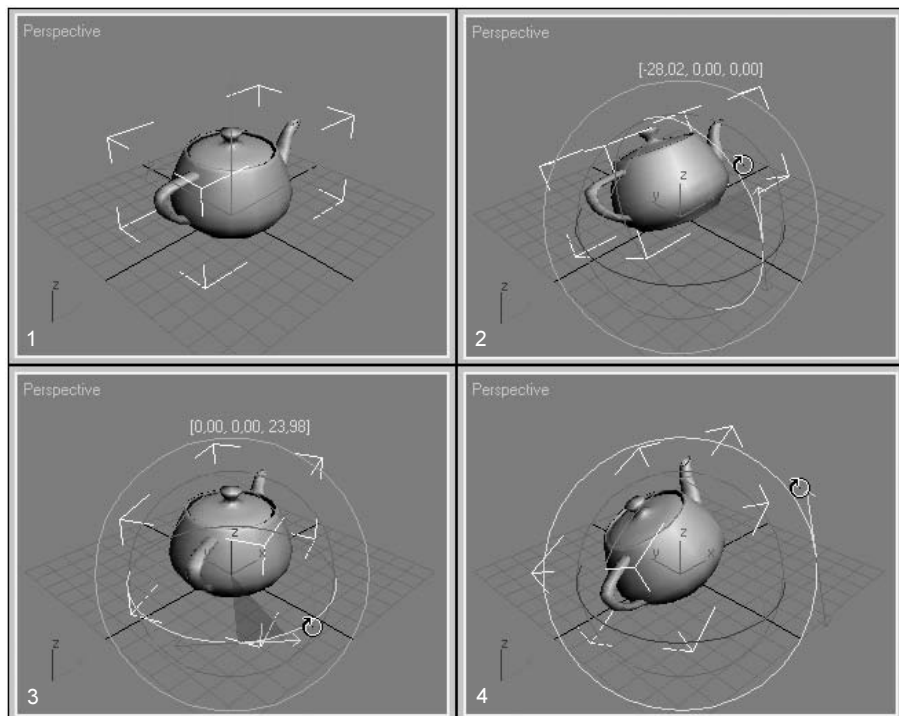 Perspective
z
1
Perspective
[-28,02, 0,00, 0,00]
z
y
z
2
Perspective
[0,00, 0,00, 23,98]
z
x
z
3
Perspective
z
y x
z
4